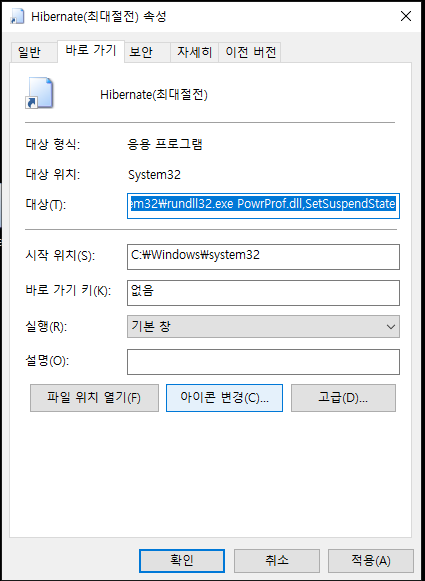 Hibernate(최대절전) 속성
일반 바로 가기 보안 자세히 이전 버전
Hibernate(최대절전)
대상 형식: 응용 프로그램
대상 위치: System32
대상(T): em32₩rundll32.exe PowrProf.dll,SetSuspendState
시작 위치(S): C:₩Windows₩system32
바로 가기 키(K): 없음
실행(R): 기본 창
설명(O):
파일 위치 열기(F) 아이콘 변경(C)... 고급(D)...
확인 취소 적용(A)